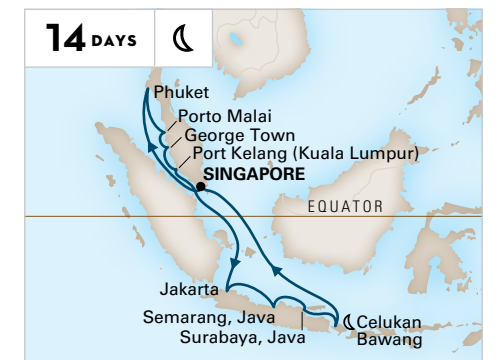 14 DAYS
Phuket
Porto Malai
George Town
Port Kelang (Kuala Lumpur)
SINGAPORE
EQUATOR
Jakarta
Semarang, Java
Surabaya, Java
Celukan
Bawang